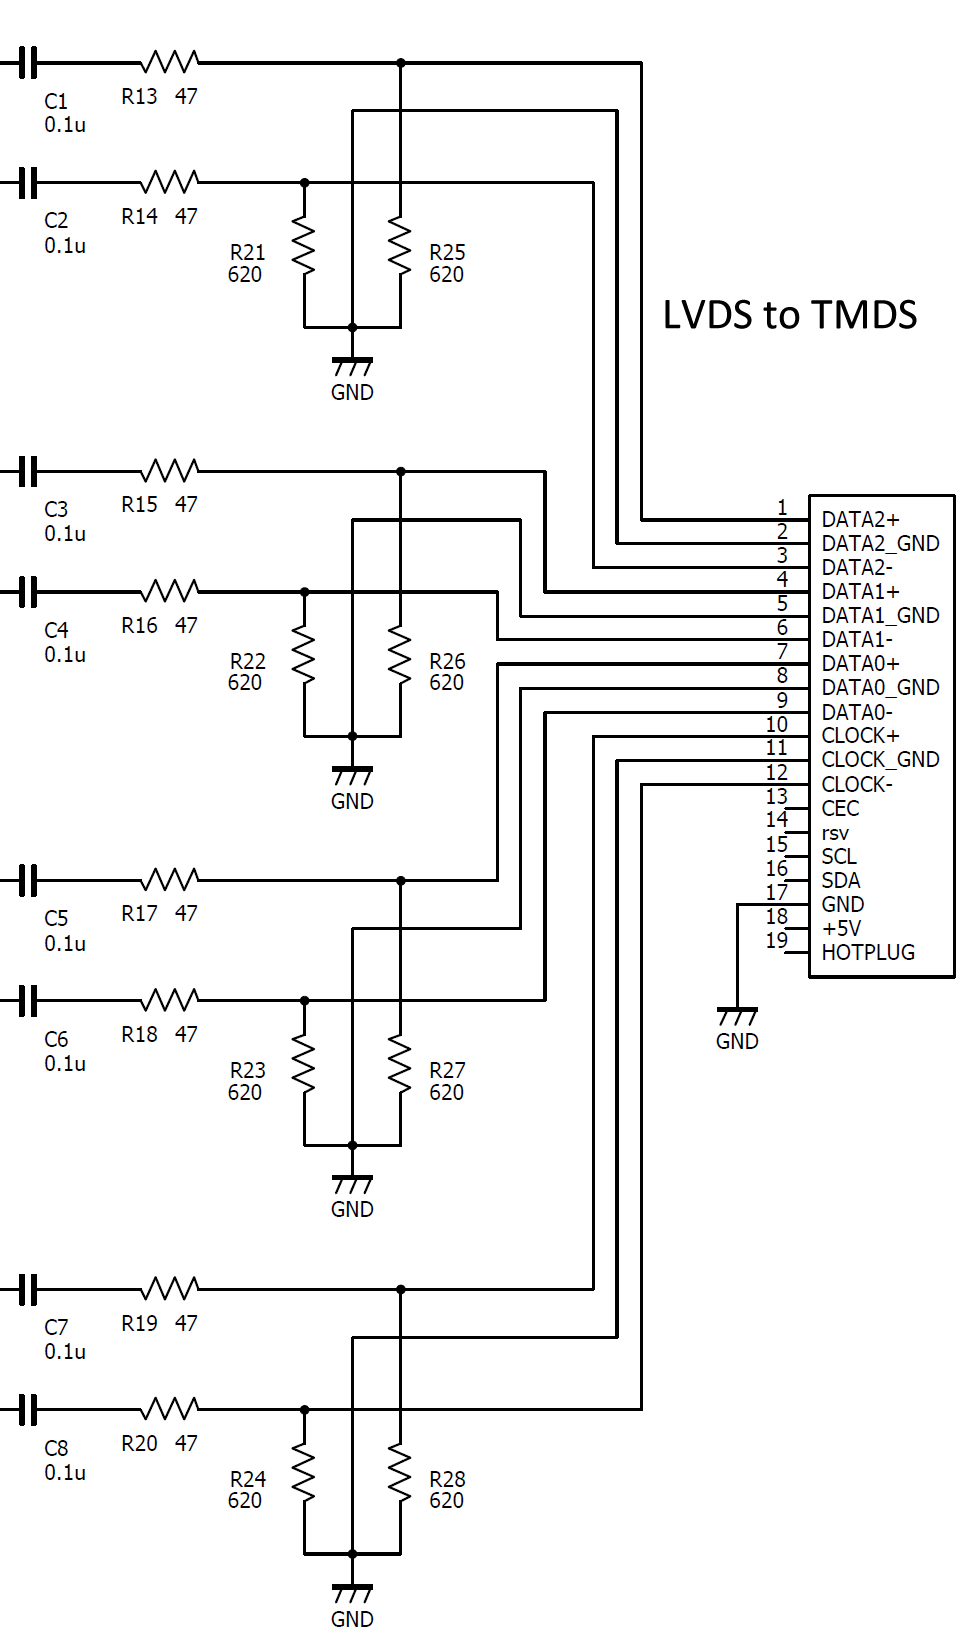 C1
0.1u
R13 47
C2
0.1u
R14 47
R21
620
R25
620
GND
LVDS to TMDS
C3
0.1u
R15 47
C4
0.1u
R16 47
R22
620
R26
620
GND
1 DATA2+
2 DATA2_GND
3 DATA2-
4 DATA1+
5 DATA1_GND
6 DATA1-
7 DATA0+
8 DATA0_GND
9 DATA0-
10 CLOCK+
11 CLOCK_GND
12 CLOCK-
13 CEC
14 rsv
15 SCL
16 SDA
17 GND
18 +5V
19 HOTPLUG
GND
C5
0.1u
R17 47
C6
0.1u
R18 47
R23
620
R27
620
GND
C7
0.1u
R19 47
C8
0.1u
R20 47
R24
620
R28
620
GND